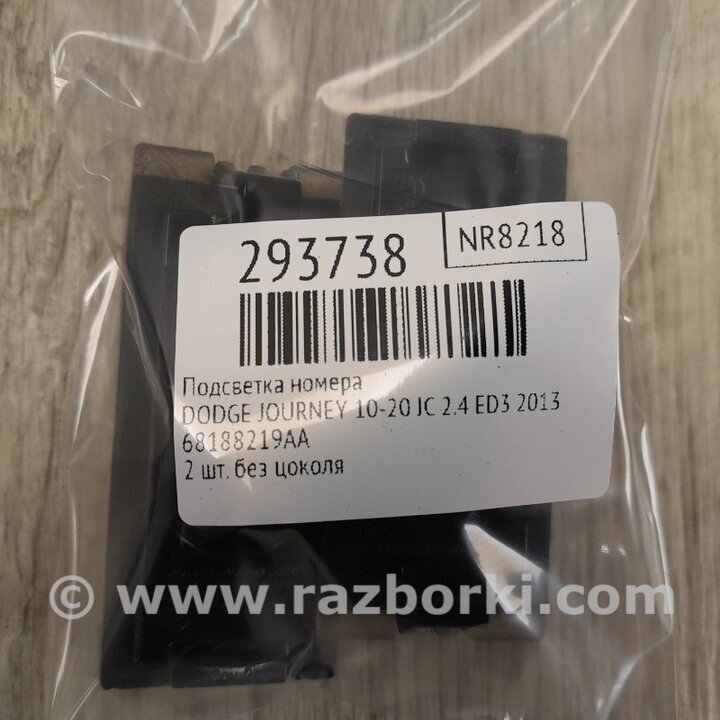 293738
NR8218
Подсветка номера
DODGE JOURNEY 10-20 JC 2.4 ED3 2013
68188219AA
2 шт. без цоколя
© www.razborki.com